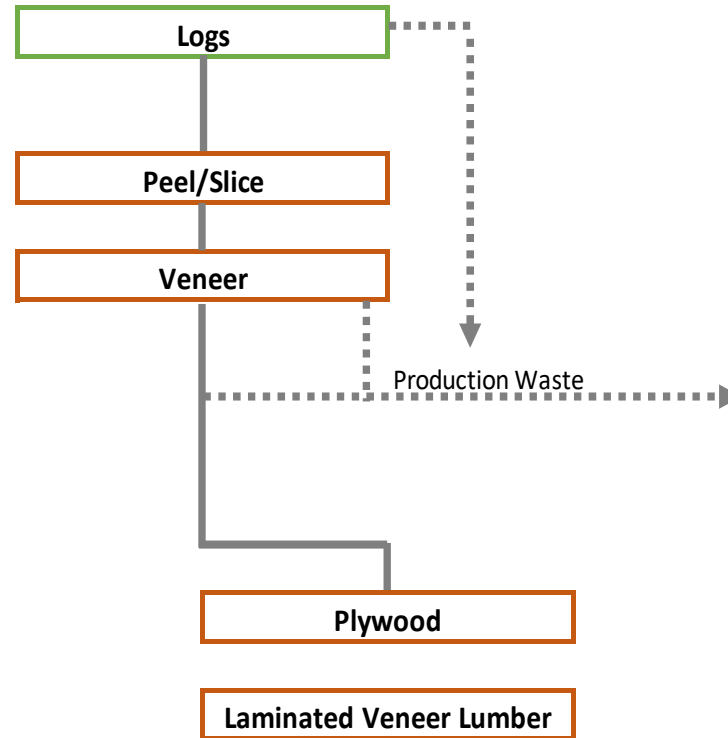 Logs
Peel/Slice
Veneer
Production Waste
Plywood
Laminated Veneer Lumber